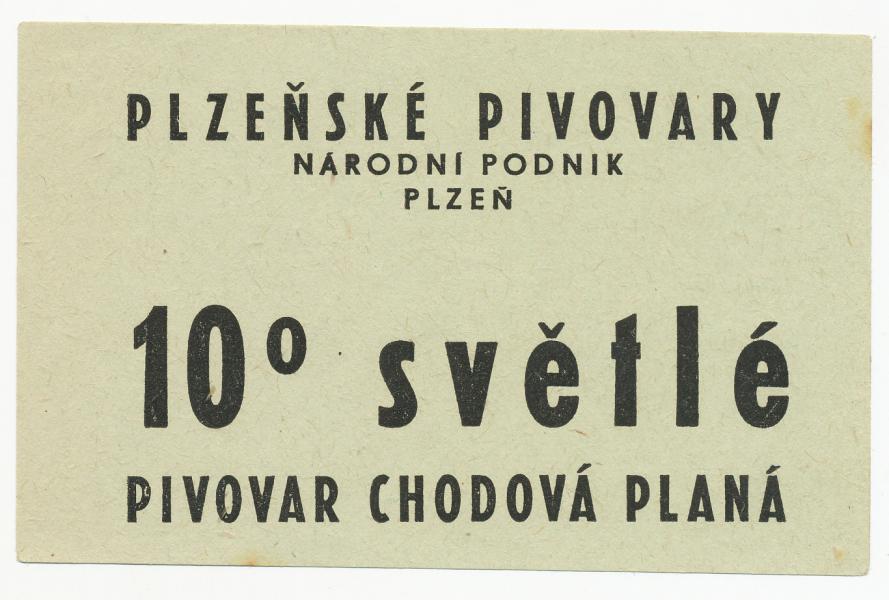 PLZEŇSKÉ PIVOVARY
NÁRODNÍ PODNIK
PLZEŇ
10° světlé
PIVOVAR CHODOVÁ PLANÁ